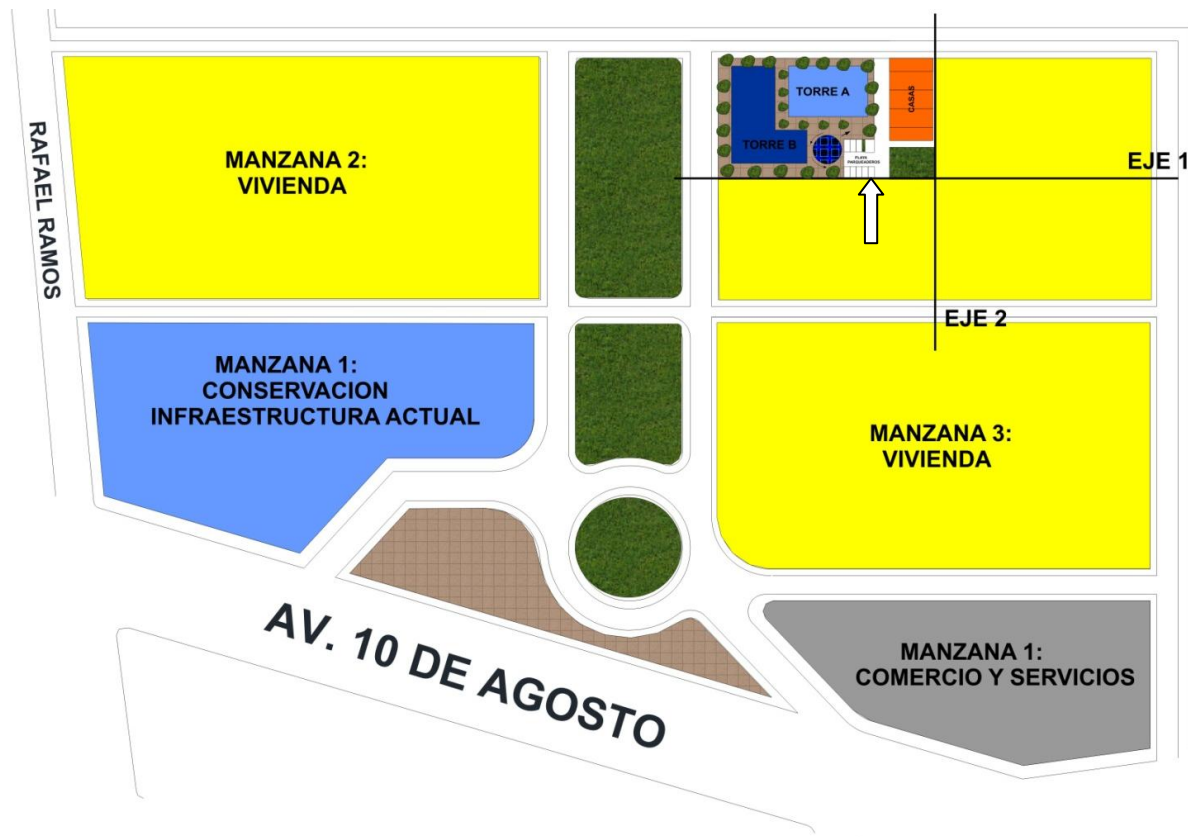 RAFAEL RAMOS
MANZANA 2:
VIVIENDA
TORRE A
TORRE B
CASAS
PLAYA
PARQUEADEROS
EJE 1
EJE 2
MANZANA 1:
CONSERVACION
INFRAESTRUCTURA ACTUAL
MANZANA 3:
VIVIENDA
AV. 10 DE AGOSTO
MANZANA 1:
COMERCIO Y SERVICIOS